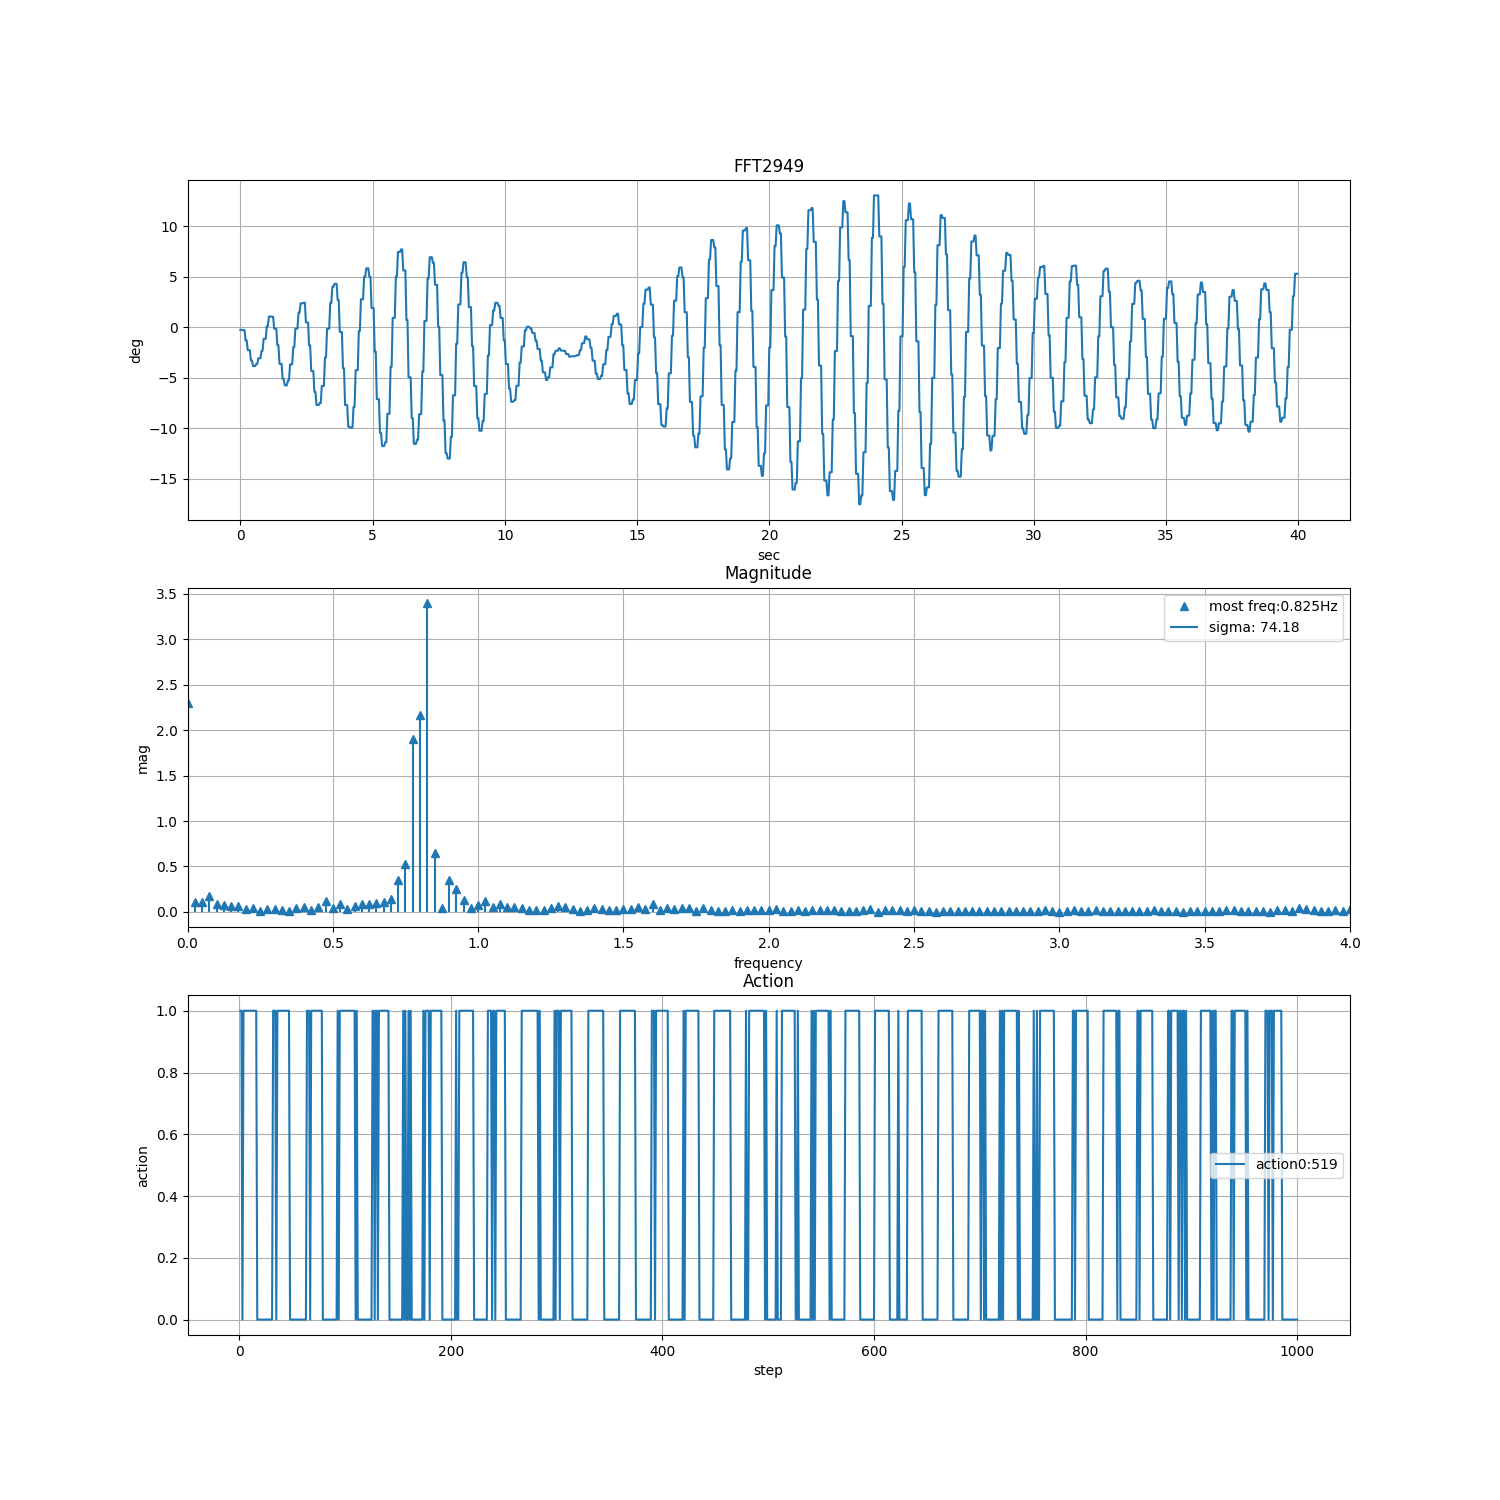 FFT2949
10
5
0
−5
−10
−15
deg
0 5 10 15 20 25 30 35 40
sec
Magnitude
3.5
3.0
2.5
2.0
1.5
1.0
0.5
0.0
mag
most freq:0.825Hz
sigma: 74.18
0.0 0.5 1.0 1.5 2.0 2.5 3.0 3.5 4.0
frequency
Action
1.0
0.8
0.6
0.4
0.2
0.0
action
action0:519
0 200 400 600 800 1000
step